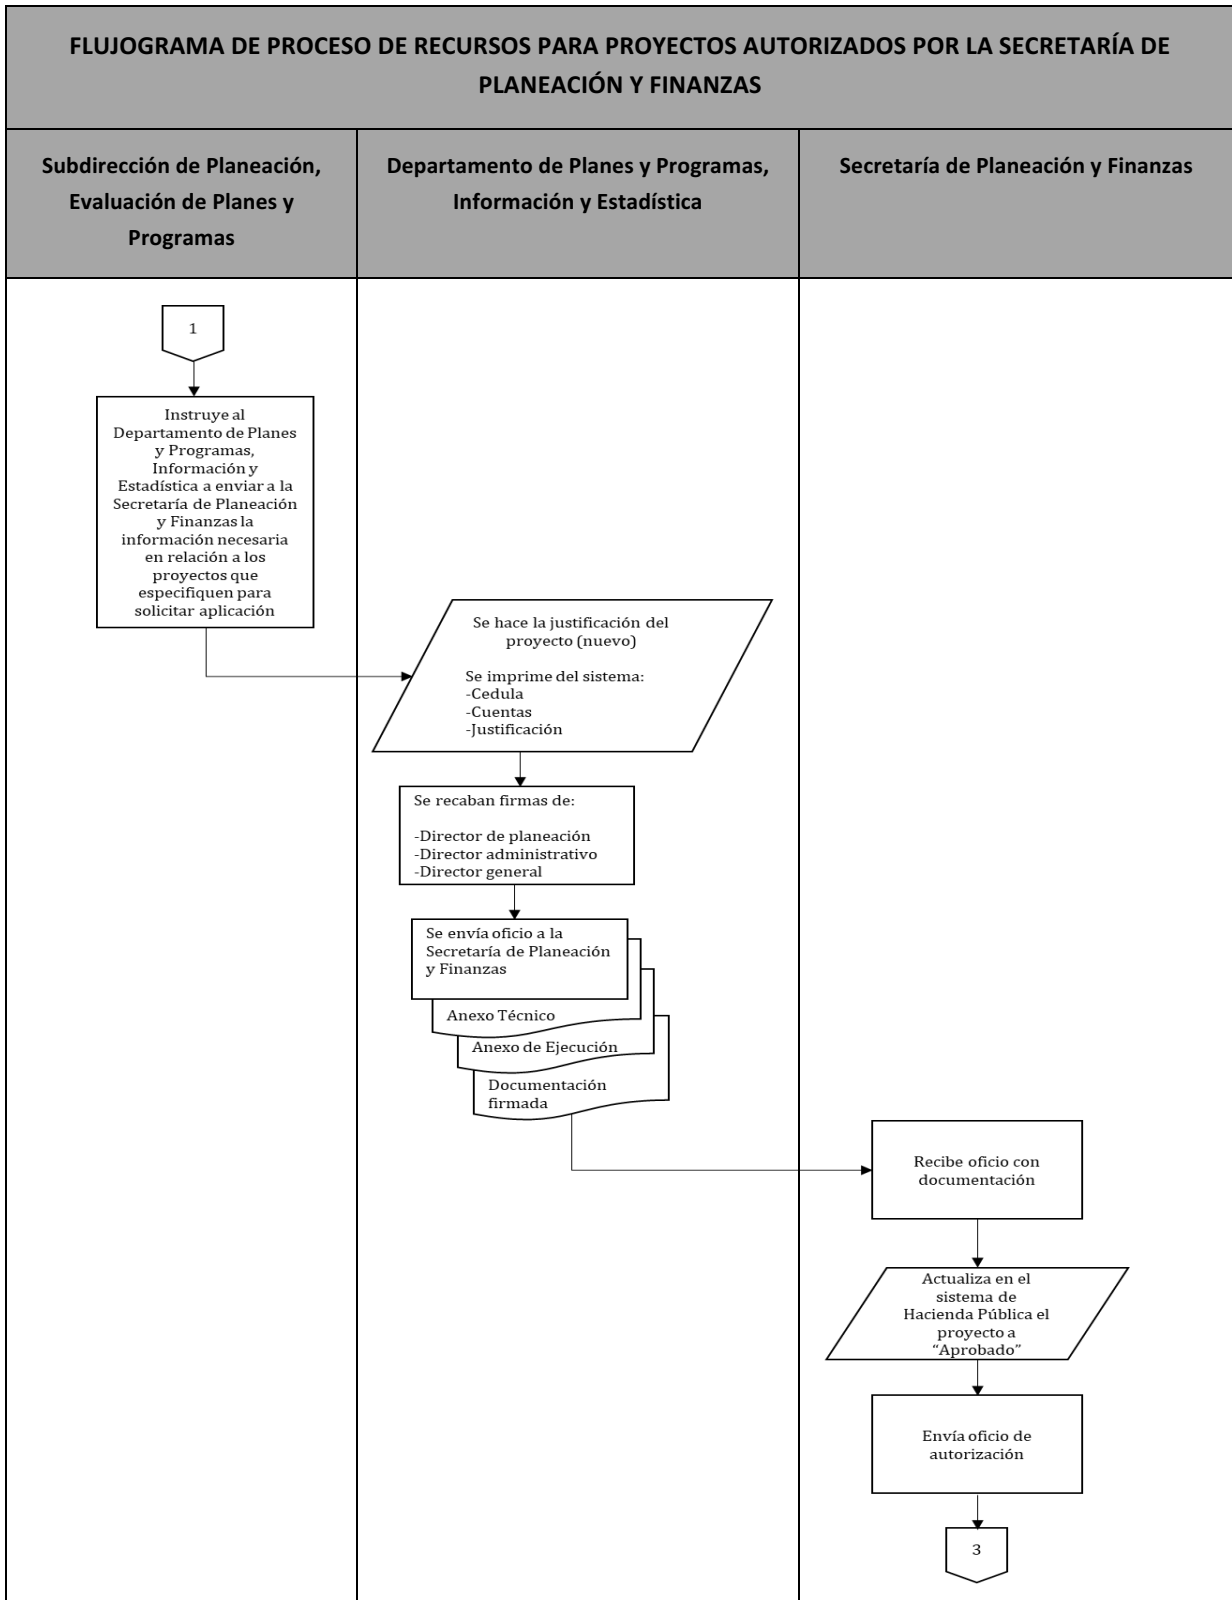 FLUJOGRAMA DE PROCESO DE RECURSOS PARA PROYECTOS AUTORIZADOS POR LA SECRETARÍA DE
PLANEACIÓN Y FINANZAS
Subdirección de Planeación,
Evaluación de Planes y
Programas
Departamento de Planes y Programas,
Información y Estadística
Secretaría de Planeación y Finanzas
1
Instruye al
Departamento de Planes
y Programas,
Información y
Estadística a enviar a la
Secretaría de Planeación
y Finanzas la
información necesaria
en relación a los
proyectos que
especifiquen para
solicitar aplicación
Se hace la justificación del
proyecto (nuevo)
Se imprime del sistema:
-Cedula
-Cuentas
-Justificación
Se recaban firmas de:
-Director de planeación
-Director administrativo
-Director general
Se envía oficio a la
Secretaría de Planeación
y Finanzas
Anexo Técnico
Anexo de Ejecución
Documentación
firmada
Recibe oficio con
documentación
Actualiza en el
sistema de
Hacienda Pública el
proyecto a
“Aprobado”
Envía oficio de
autorización
3